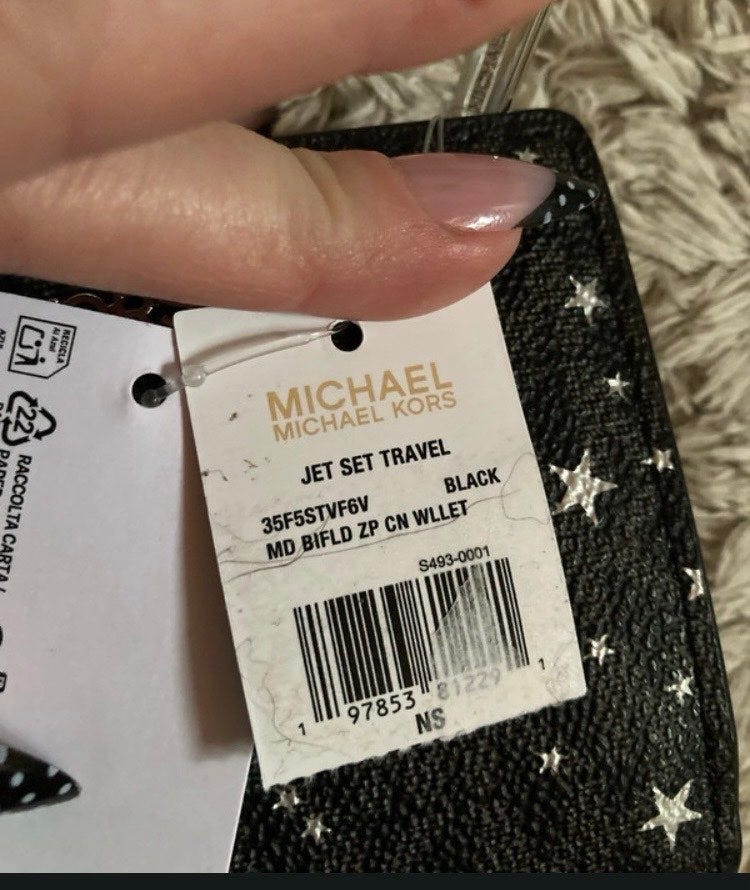 MICHAEL
MICHAEL KORS
JET SET TRAVEL
35F5STVF6V BLACK
MD BIFLD ZP CN WLLET
S493-0001
1 97853 81229 1
NS
22
RACCOLTA CARTA